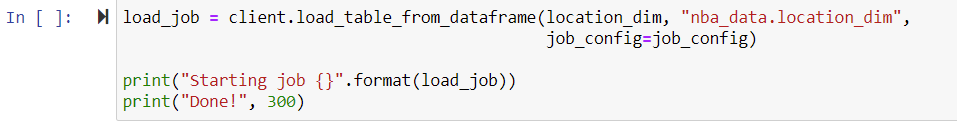 In [ ]: load_job = client.load_table_from_dataframe(location_dim, "nba_data.location_dim",
job_config=job_config)
print("Starting job {}".format(load_job))
print("Done!", 300)